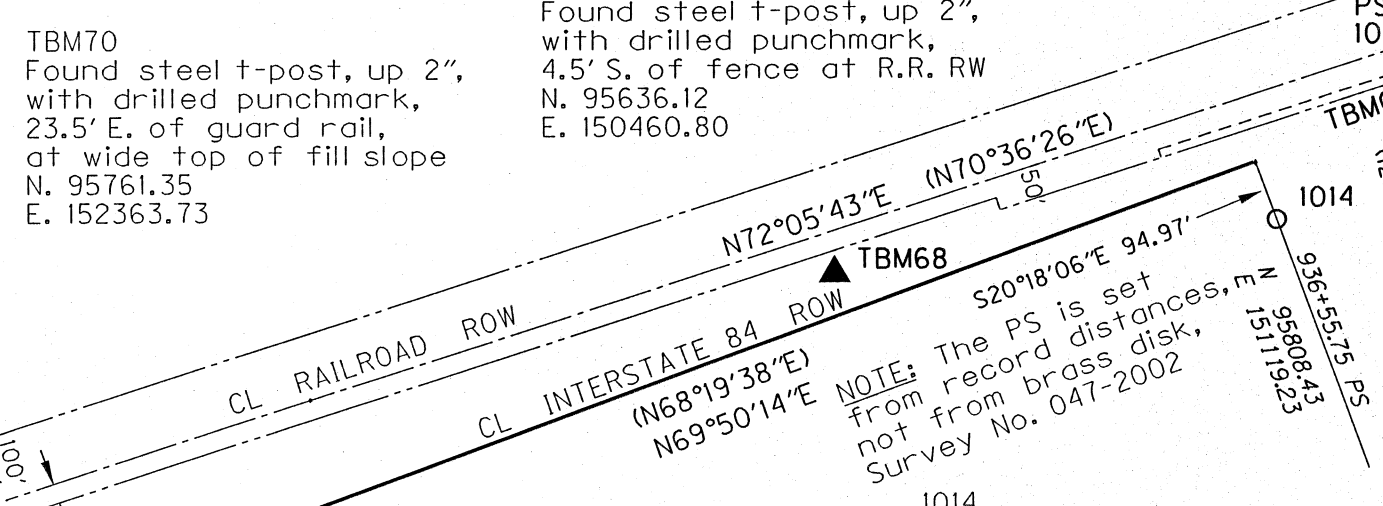 TBM70
Found steel t-post, up 2",
with drilled punchmark,
23.5' E. of guard rail,
at wide top of fill slope
N. 95761.35
E. 152363.73
Found steel t-post, up 2",
with drilled punchmark,
4.5' S. of fence at R.R. RW
N. 95636.12
E. 150460.80
N72°05'43"E (N70°36'26"E)
50'
1014
TBM68
S20°18'06"E 94.97'
936+55.75 PS
N 95808.43
E 151119.23
CL RAILROAD ROW
CL INTERSTATE 84 ROW
(N68°19'38"E)
N69°50'14"E
NOTE: The PS is set
from record distances,
not from brass disk,
Survey No. 047-2002
100'
1014